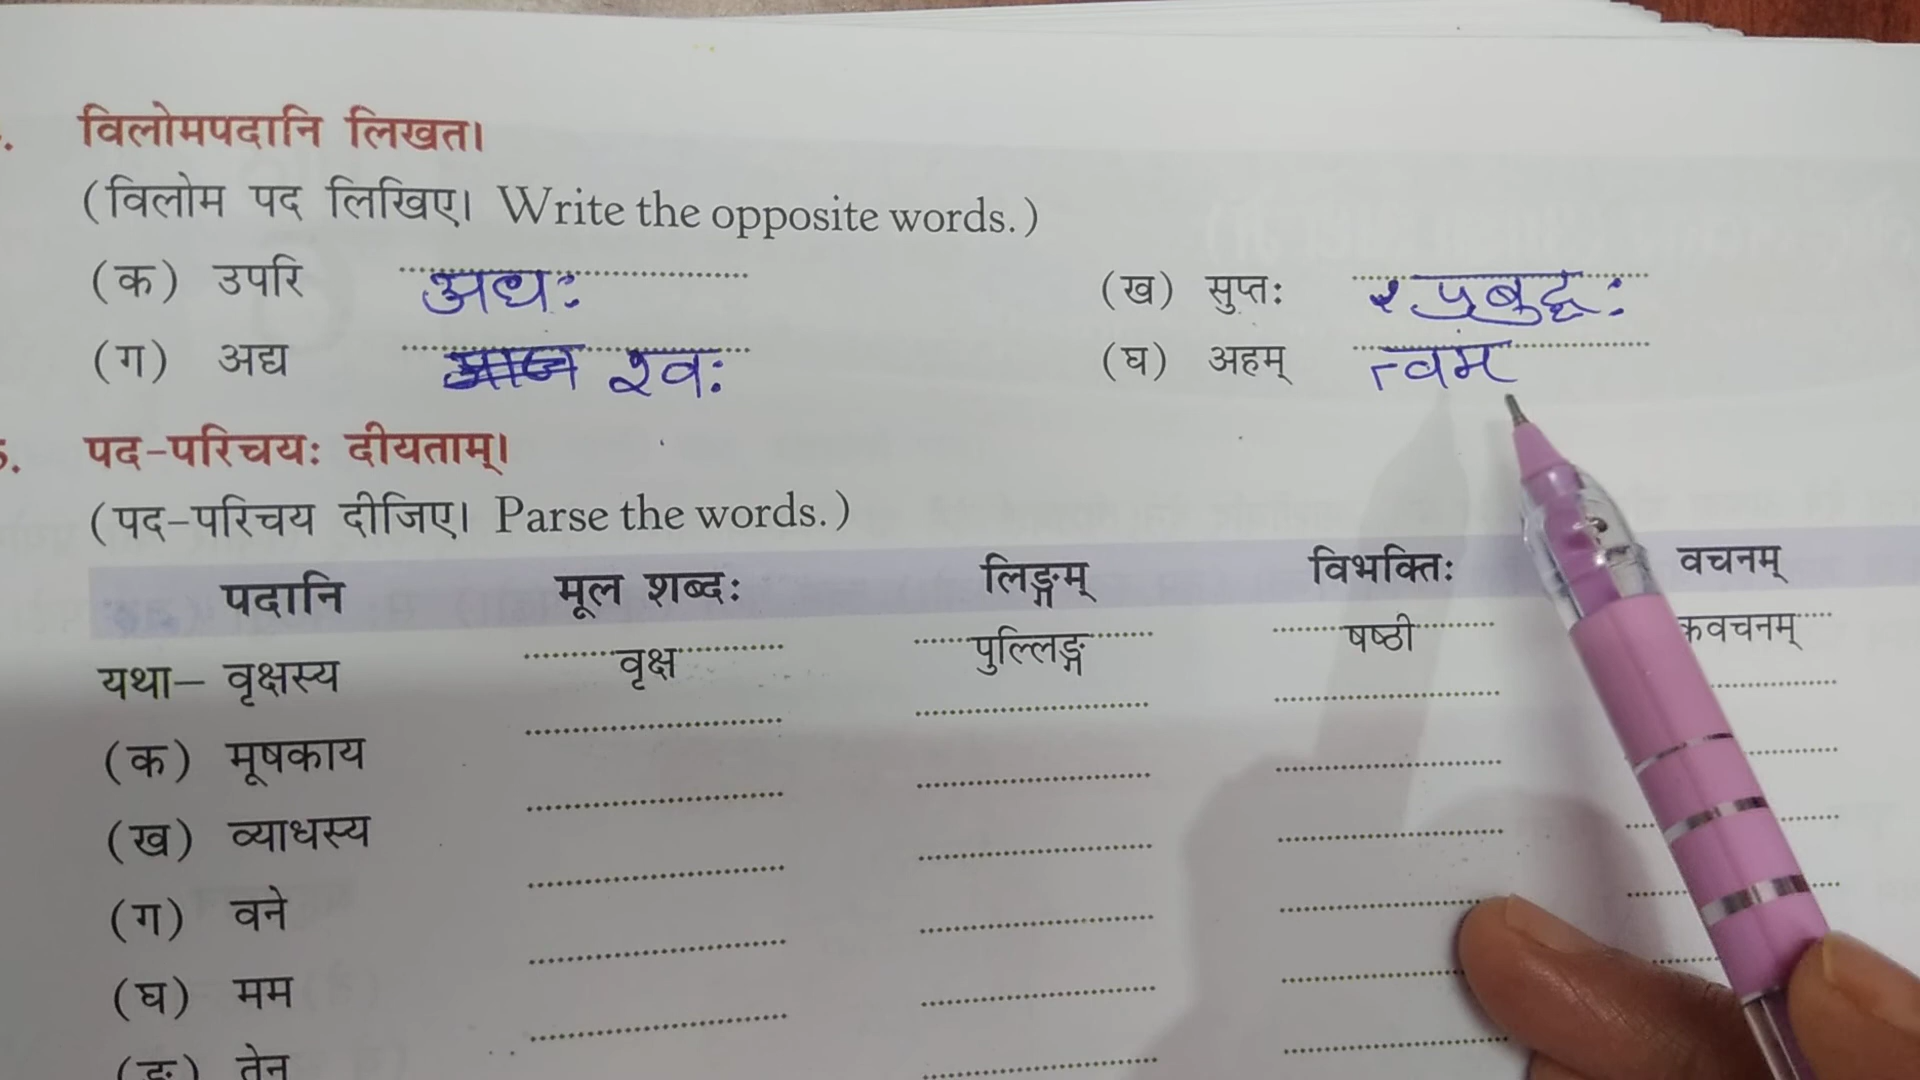 विलोमपदानि लिखत।
(विलोम पद लिखिए। Write the opposite words.)
(क) उपरि अधः (ख) सुप्तः प्रबुद्धः
(ग) अद्य श्वः (घ) अहम् त्वम
पद-परिचयः दीयताम्।
(पद-परिचय दीजिए। Parse the words.)
पदानि मूल शब्दः लिङ्गम् विभक्तिः वचनम्
यथा– वृक्षस्य वृक्ष पुल्लिङ्ग षष्ठी कवचनम्
(क) मूषकाय
(ख) व्याधस्य
(ग) वने
(घ) मम
(ङ) तेन